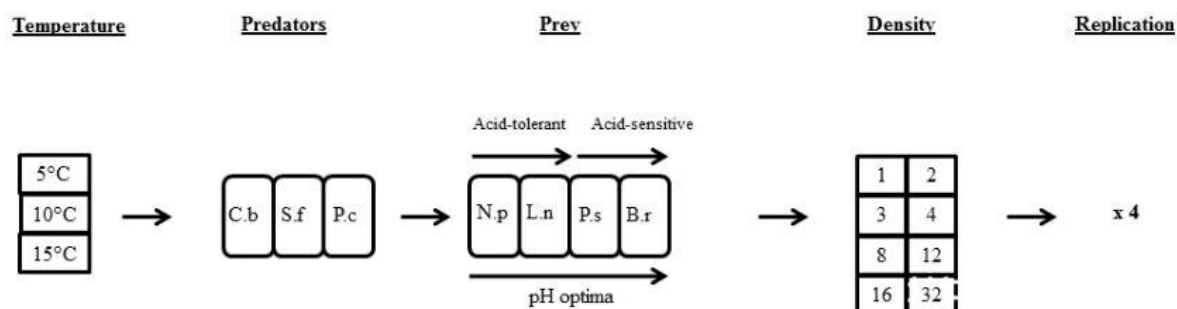 Temperature Predators Prey Density Replication
Acid-tolerant Acid-sensitive
5°C
10°C
15°C
C.b S.f P.c
N.p L.n P.s B.r
pH optima
1 2
3 4
8 12
16 32
x 4